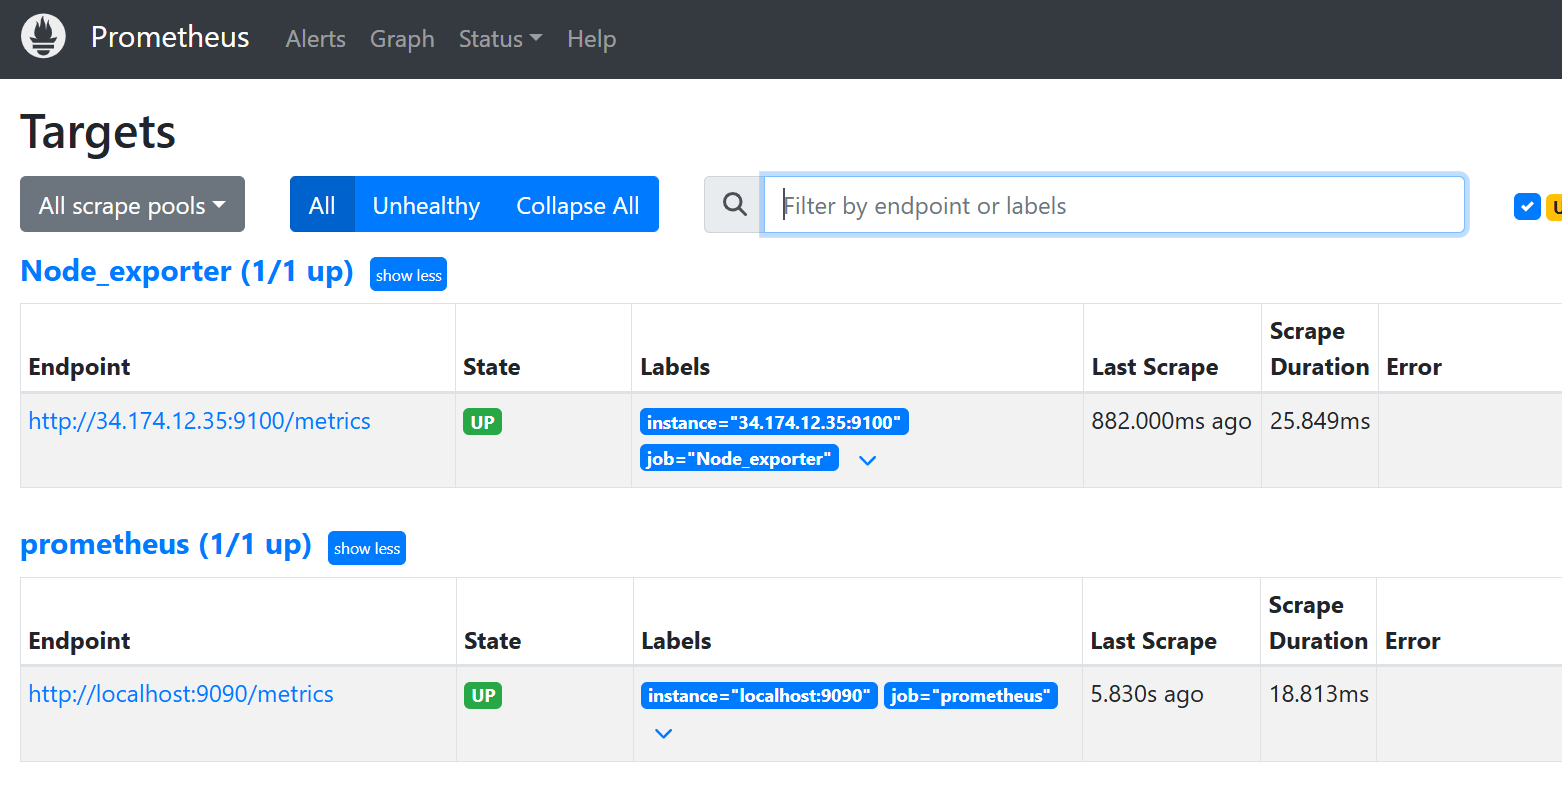 Prometheus Alerts Graph Status Help
Targets
All scrape pools All Unhealthy Collapse All Filter by endpoint or labels
Node_exporter (1/1 up) show less
Endpoint State Labels Last Scrape Scrape Duration Error
http://34.174.12.35:9100/metrics UP instance="34.174.12.35:9100" 882.000ms ago 25.849ms
job="Node_exporter"
prometheus (1/1 up) show less
Endpoint State Labels Last Scrape Scrape Duration Error
http://localhost:9090/metrics UP instance="localhost:9090" job="prometheus" 5.830s ago 18.813ms